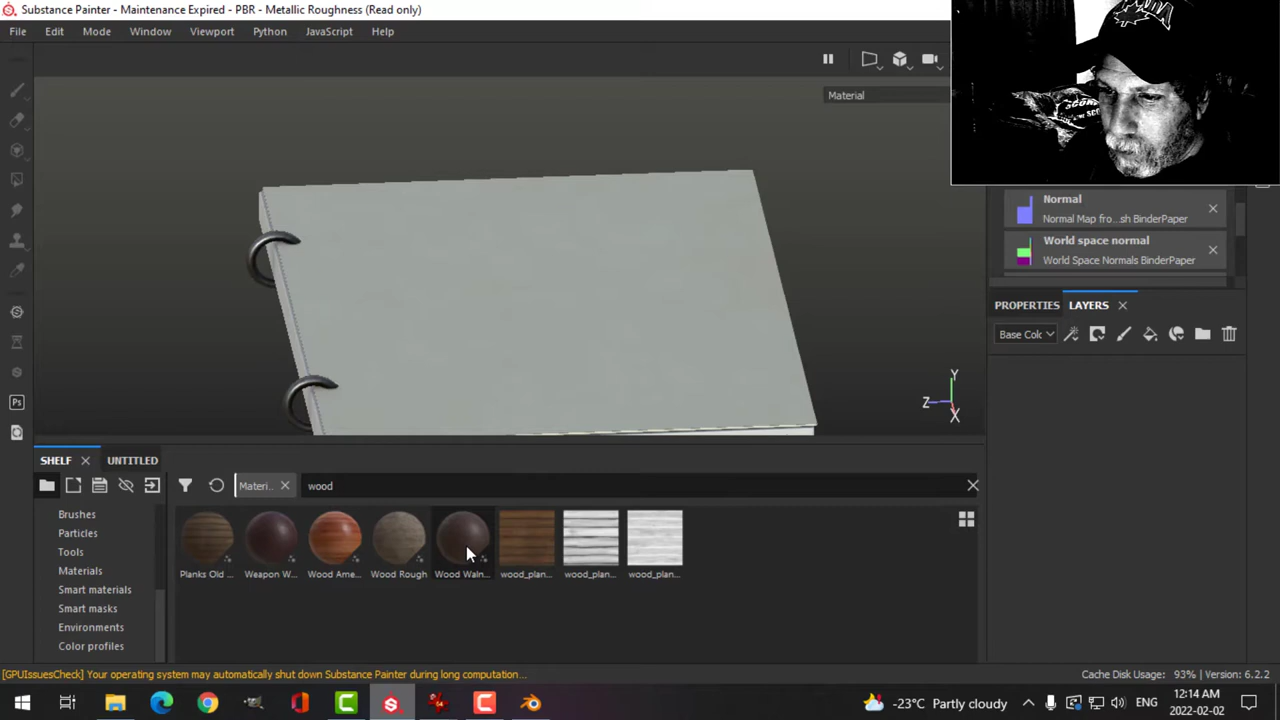 Substance Painter - Maintenance Expired - PBR - Metallic Roughness (Read only)
File Edit Mode Window Viewport Python JavaScript Help
Material
Normal
Normal Map fro...sh BinderPaper
World space normal
World Space Normals BinderPaper
PROPERTIES LAYERS
Base Col
Y
Z
X
SHELF UNTITLED
Materi... wood
Brushes
Particles
Tools
Materials
Smart materials
Smart masks
Environments
Color profiles
Planks Old ... Weapon W... Wood Ame... Wood Rough Wood Waln... wood_plan... wood_plan... wood_plan...
[GPUIssuesCheck] Your operating system may automatically shut down Substance Painter during long computation...
Cache Disk Usage: 93% | Version: 6.2.2
Ps
-23°C Partly cloudy ENG 12:14 AM
2022-02-02